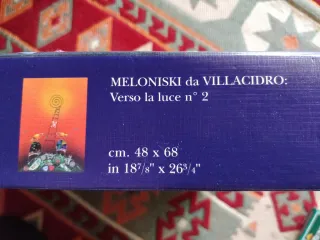 MELONISKI da VILLACIDRO:
Verso la luce n° 2
cm. 48 x 68
in 18⁷/₈" x 26³/₄"